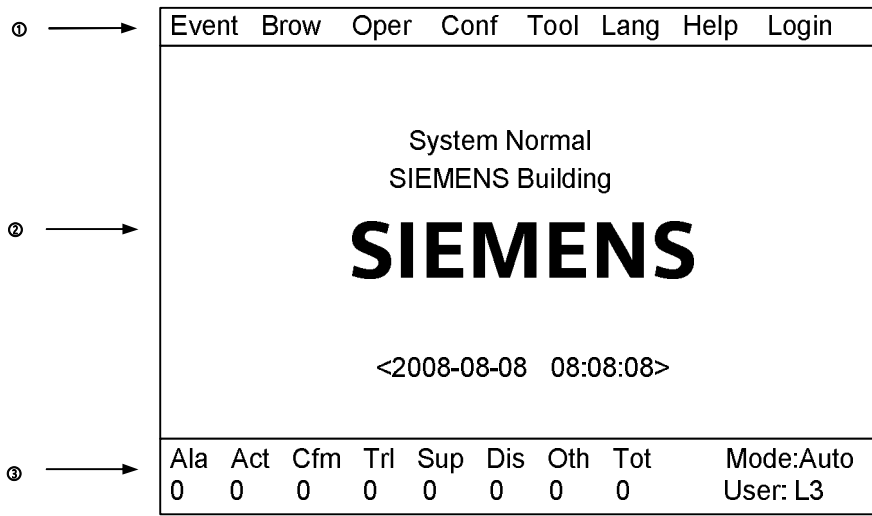 ① Event Brow Oper Conf Tool Lang Help Login
System Normal
SIEMENS Building
② SIEMENS
<2008-08-08 08:08:08>
③ Ala Act Cfm Trl Sup Dis Oth Tot Mode:Auto
0 0 0 0 0 0 0 0 User: L3